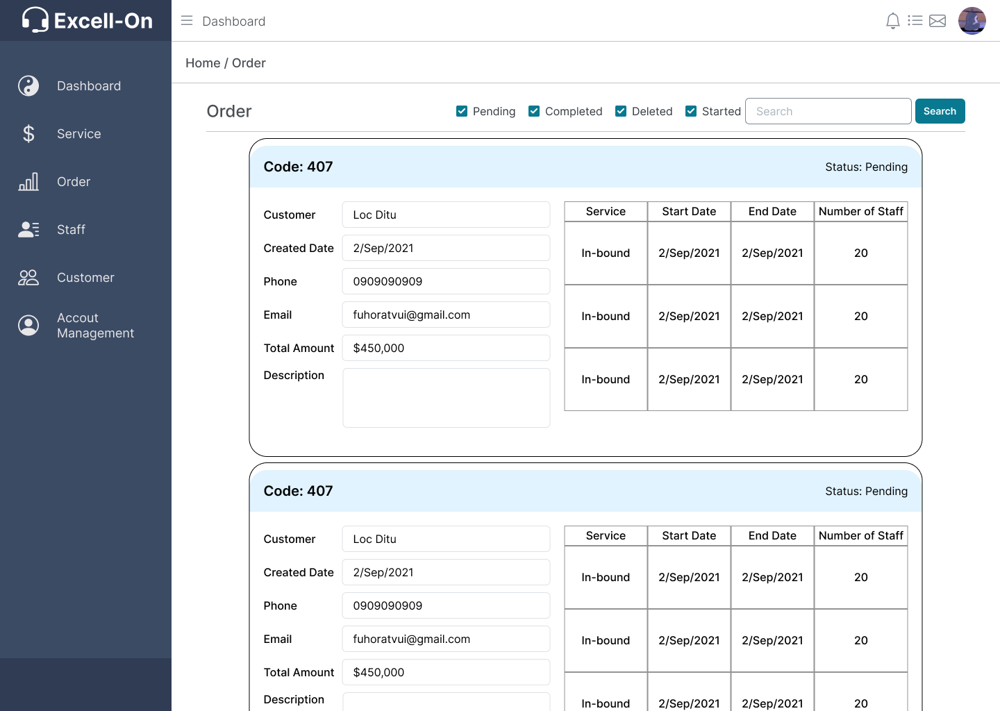 Excell-On
Dashboard
Dashboard
Service
Order
Staff
Customer
Accout
Management
Home / Order
Order
Pending Completed Deleted Started Search Search
Code: 407 Status: Pending
Customer Loc Ditu
Created Date 2/Sep/2021
Phone 0909090909
Email fuhoratvui@gmail.com
Total Amount $450,000
Description
Service Start Date End Date Number of Staff
In-bound 2/Sep/2021 2/Sep/2021 20
In-bound 2/Sep/2021 2/Sep/2021 20
In-bound 2/Sep/2021 2/Sep/2021 20
Code: 407 Status: Pending
Customer Loc Ditu
Created Date 2/Sep/2021
Phone 0909090909
Email fuhoratvui@gmail.com
Total Amount $450,000
Description
Service Start Date End Date Number of Staff
In-bound 2/Sep/2021 2/Sep/2021 20
In-bound 2/Sep/2021 2/Sep/2021 20
In-bound 2/Sep/2021 2/Sep/2021 20